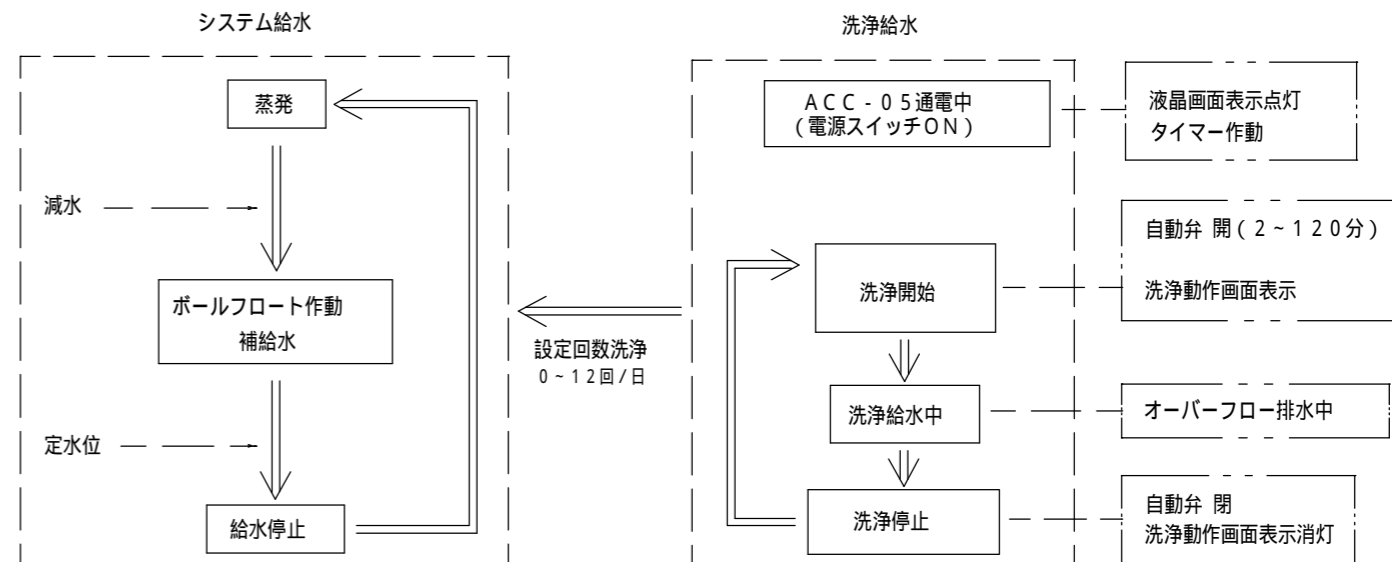 システム給水
蒸発
減水
ボールフロート作動
補給水
定水位
給水停止
設定回数洗浄
0~12回/日
洗浄給水
ACC-05通電中
(電源スイッチON)
液晶画面表示点灯
タイマー作動
洗浄開始
自動弁 開(2~120分)
洗浄動作画面表示
洗浄給水中
オーバーフロー排水中
洗浄停止
自動弁 閉
洗浄動作画面表示消灯